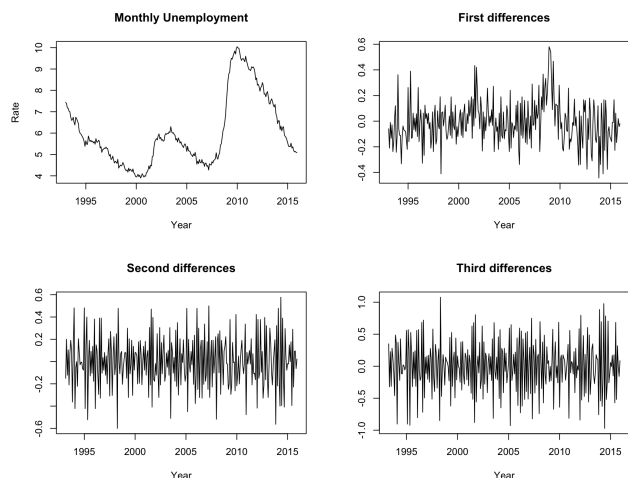 Monthly Unemployment
Rate
10
9
8
7
6
5
4
1995 2000 2005 2010 2015
Year
First differences
0.6
0.4
0.2
0.0
-0.2
-0.4
1995 2000 2005 2010 2015
Year
Second differences
0.6
0.2
-0.2
-0.6
1995 2000 2005 2010 2015
Year
Third differences
1.0
0.5
0.0
-0.5
-1.0
1995 2000 2005 2010 2015
Year